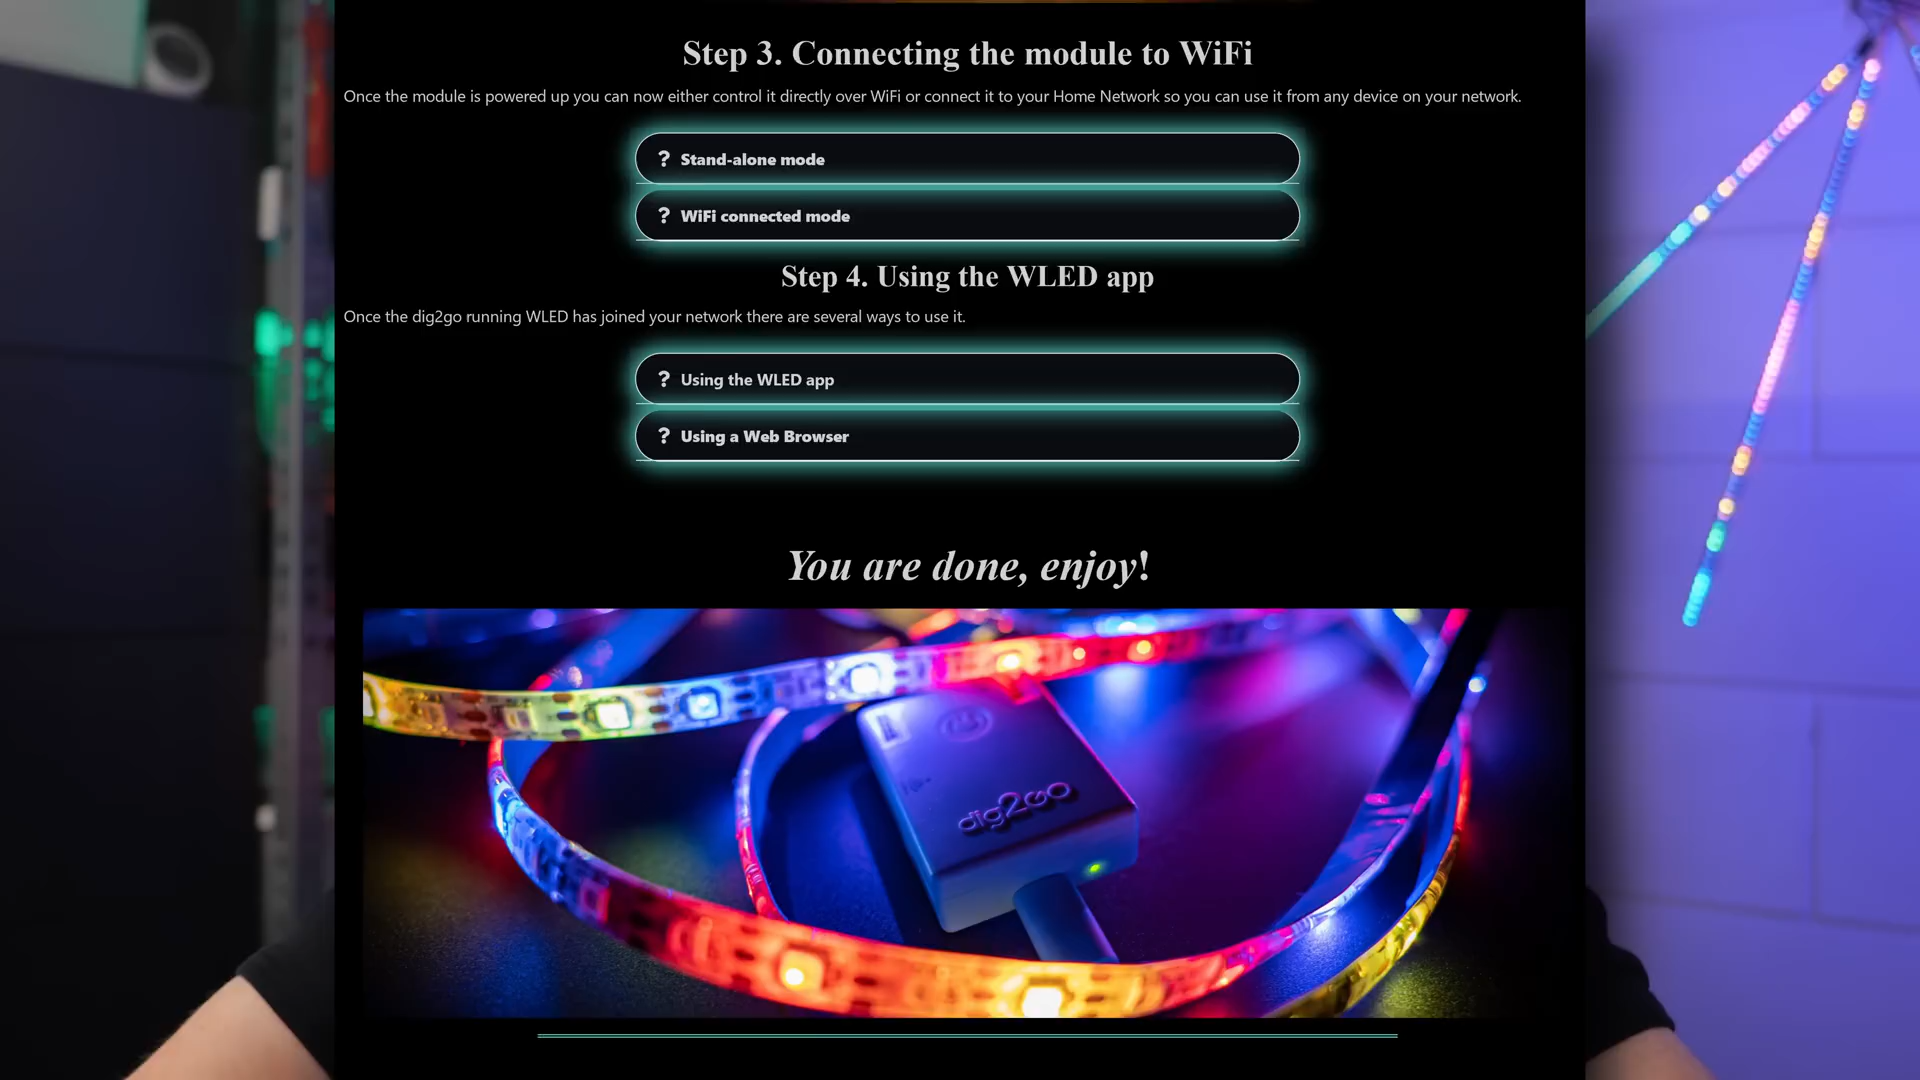 Step 3. Connecting the module to WiFi
Once the module is powered up you can now either control it directly over WiFi or connect it to your Home Network so you can use it from any device on your network.
? Stand-alone mode
? WiFi connected mode
Step 4. Using the WLED app
Once the dig2go running WLED has joined your network there are several ways to use it.
? Using the WLED app
? Using a Web Browser
You are done, enjoy!
dig2GO